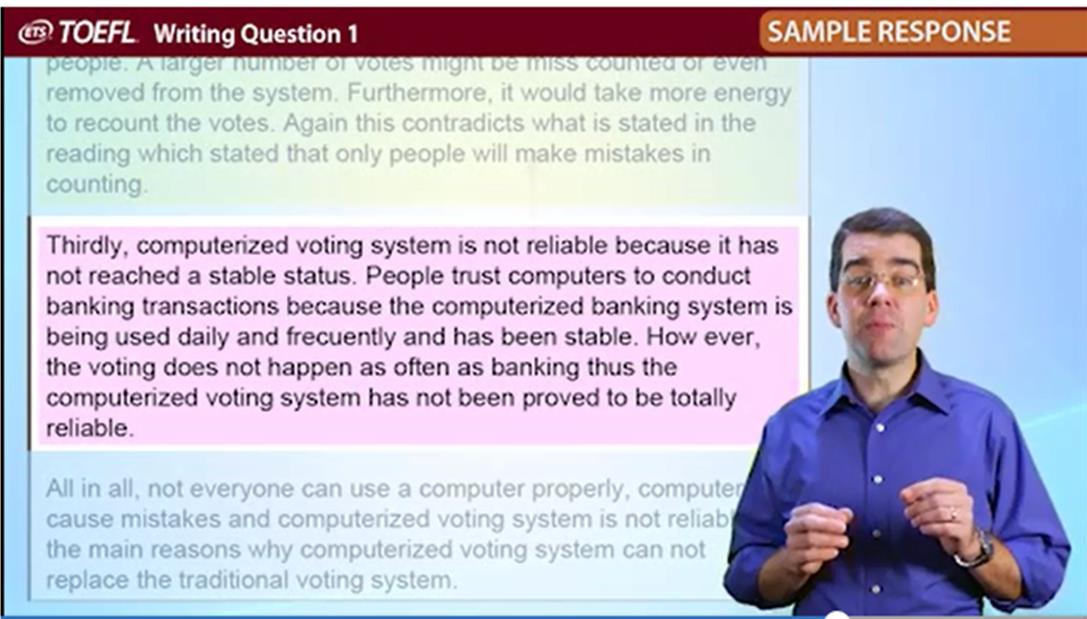 ETS TOEFL Writing Question 1
SAMPLE RESPONSE
people. A larger number of votes might be miss counted or even
removed from the system. Furthermore, it would take more energy
to recount the votes. Again this contradicts what is stated in the
reading which stated that only people will make mistakes in
counting.
Thirdly, computerized voting system is not reliable because it has
not reached a stable status. People trust computers to conduct
banking transactions because the computerized banking system is
being used daily and frecuently and has been stable. How ever,
the voting does not happen as often as banking thus the
computerized voting system has not been proved to be totally
reliable.
All in all, not everyone can use a computer properly, computer
cause mistakes and computerized voting system is not reliab
the main reasons why computerized voting system can not
replace the traditional voting system.